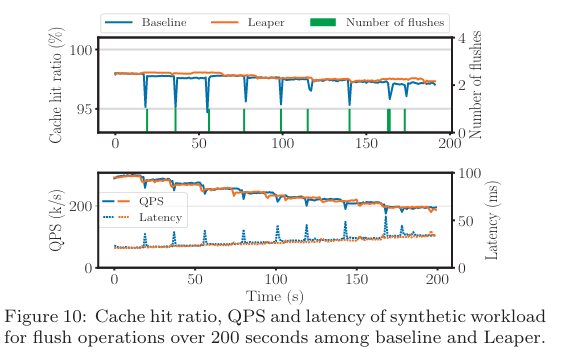 Baseline Leaper Number of flushes
Cache hit ratio (%)
100
95
4
2
0
Number of flushes
0 50 100 150 200
QPS (k/s)
200
0
QPS
Latency
100
50
0
Latency (ms)
0 50 100 150 200
Time (s)
Figure 10: Cache hit ratio, QPS and latency of synthetic workload
for flush operations over 200 seconds among baseline and Leaper.